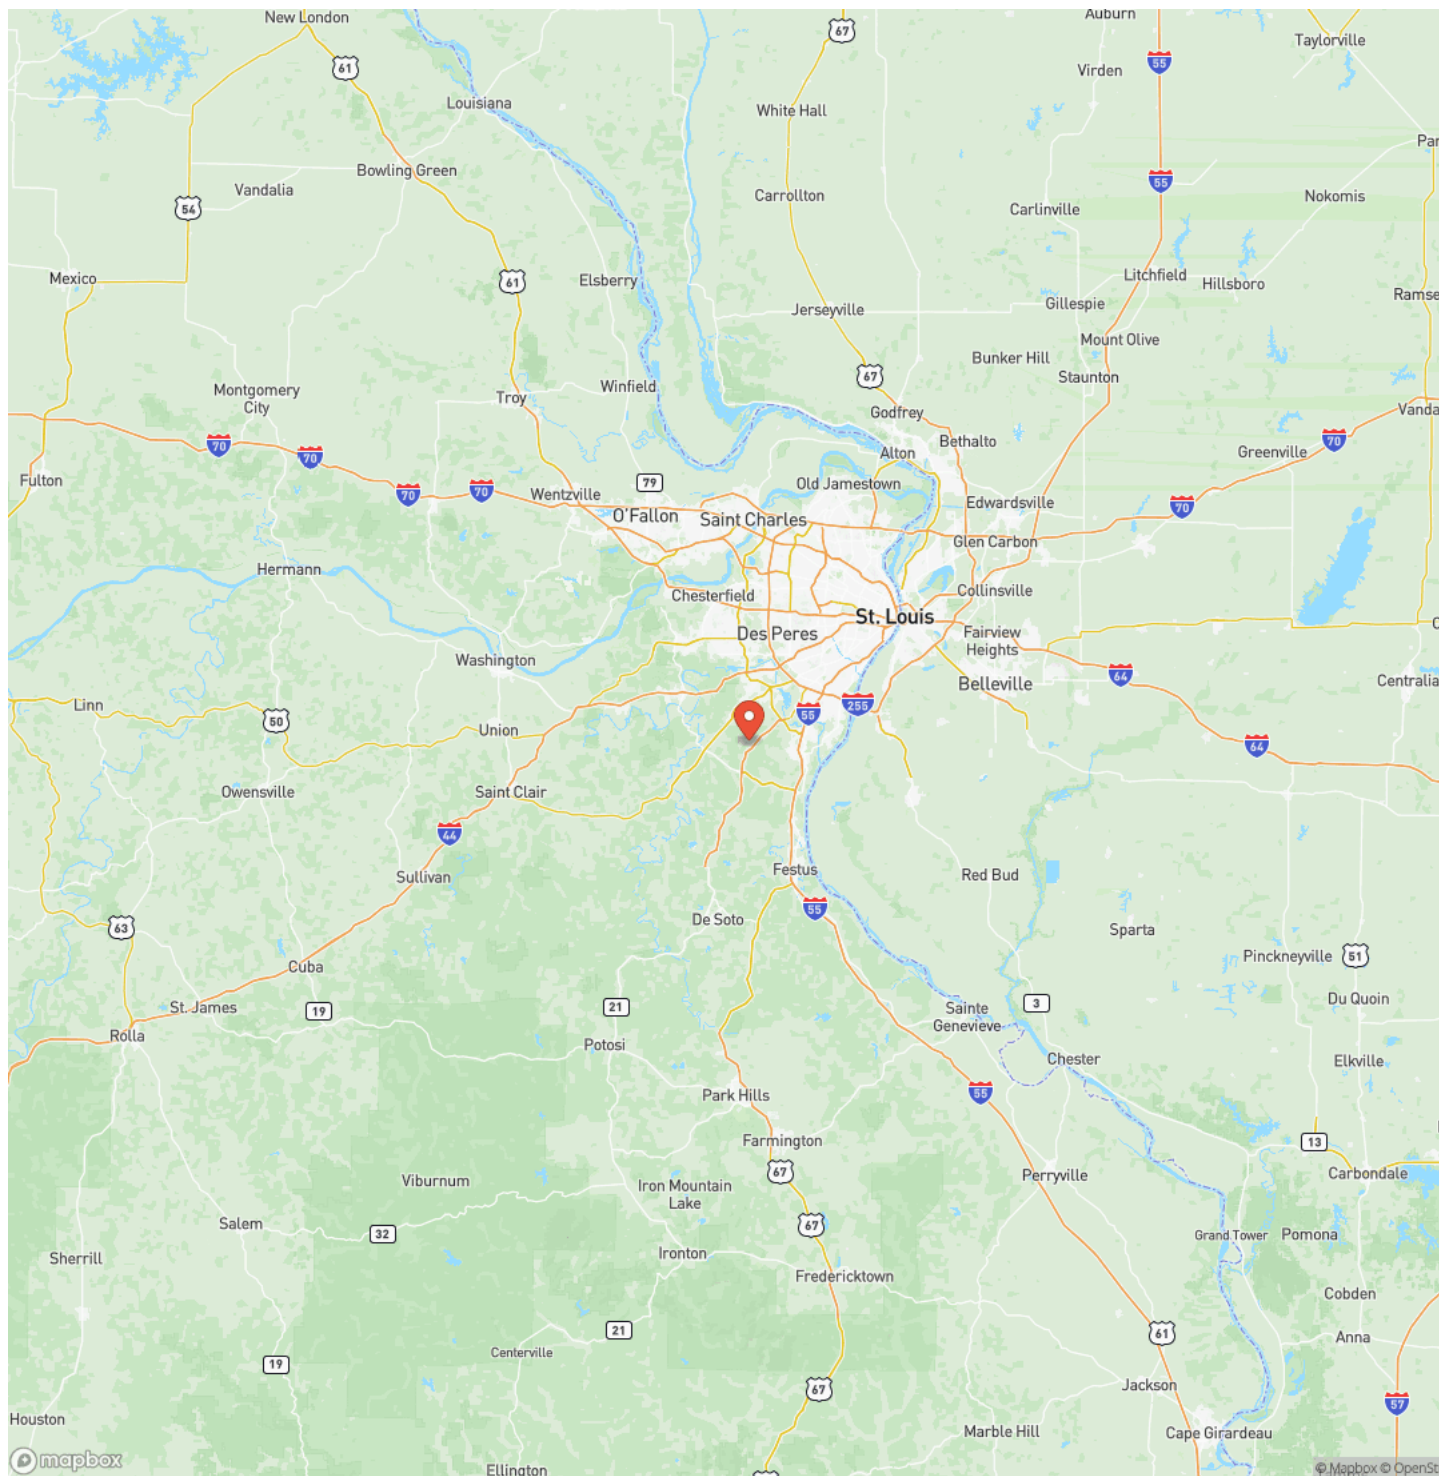 New London
Auburn
67
Taylorville
61
55
Virden
Louisiana
White Hall
Bowling Green
Vandalia
55
Carrollton
Nokomis
54
Carlinville
Mexico
61
Elsberry
Litchfield
Hillsboro
Gillespie
Jerseyville
Mount Olive
Bunker Hill
67
Staunton
Winfield
Montgomery
City
Troy
Godfrey
70
70
Bethalto
70
Alton
Greenville
Fulton
79
Old Jamestown
70
70
Wentzville
Edwardsville
70
O'Fallon
Saint Charles
Glen Carbon
Hermann
Collinsville
Chesterfield
St. Louis
Des Peres
Fairview
Heights
Washington
64
Belleville
Centralia
Linn
50
255
55
Union
64
Owensville
Saint Clair
44
Festus
Sullivan
Red Bud
55
De Soto
63
Sparta
Pinckneyville
51
Cuba
Du Quoin
St. James
19
21
3
Sainte
Genevieve
Rolla
Potosi
Chester
Elkville
Park Hills
55
Farmington
13
67
Perryville
Carbondale
Viburnum
Iron Mountain
Lake
Salem
67
32
Grand Tower
Pomona
Sherrill
Ironton
Fredericktown
Cobden
21
61
Anna
Centerville
19
67
Jackson
57
Houston
Marble Hill
Cape Girardeau
mapbox
Ellington
© Mapbox © OpenSt